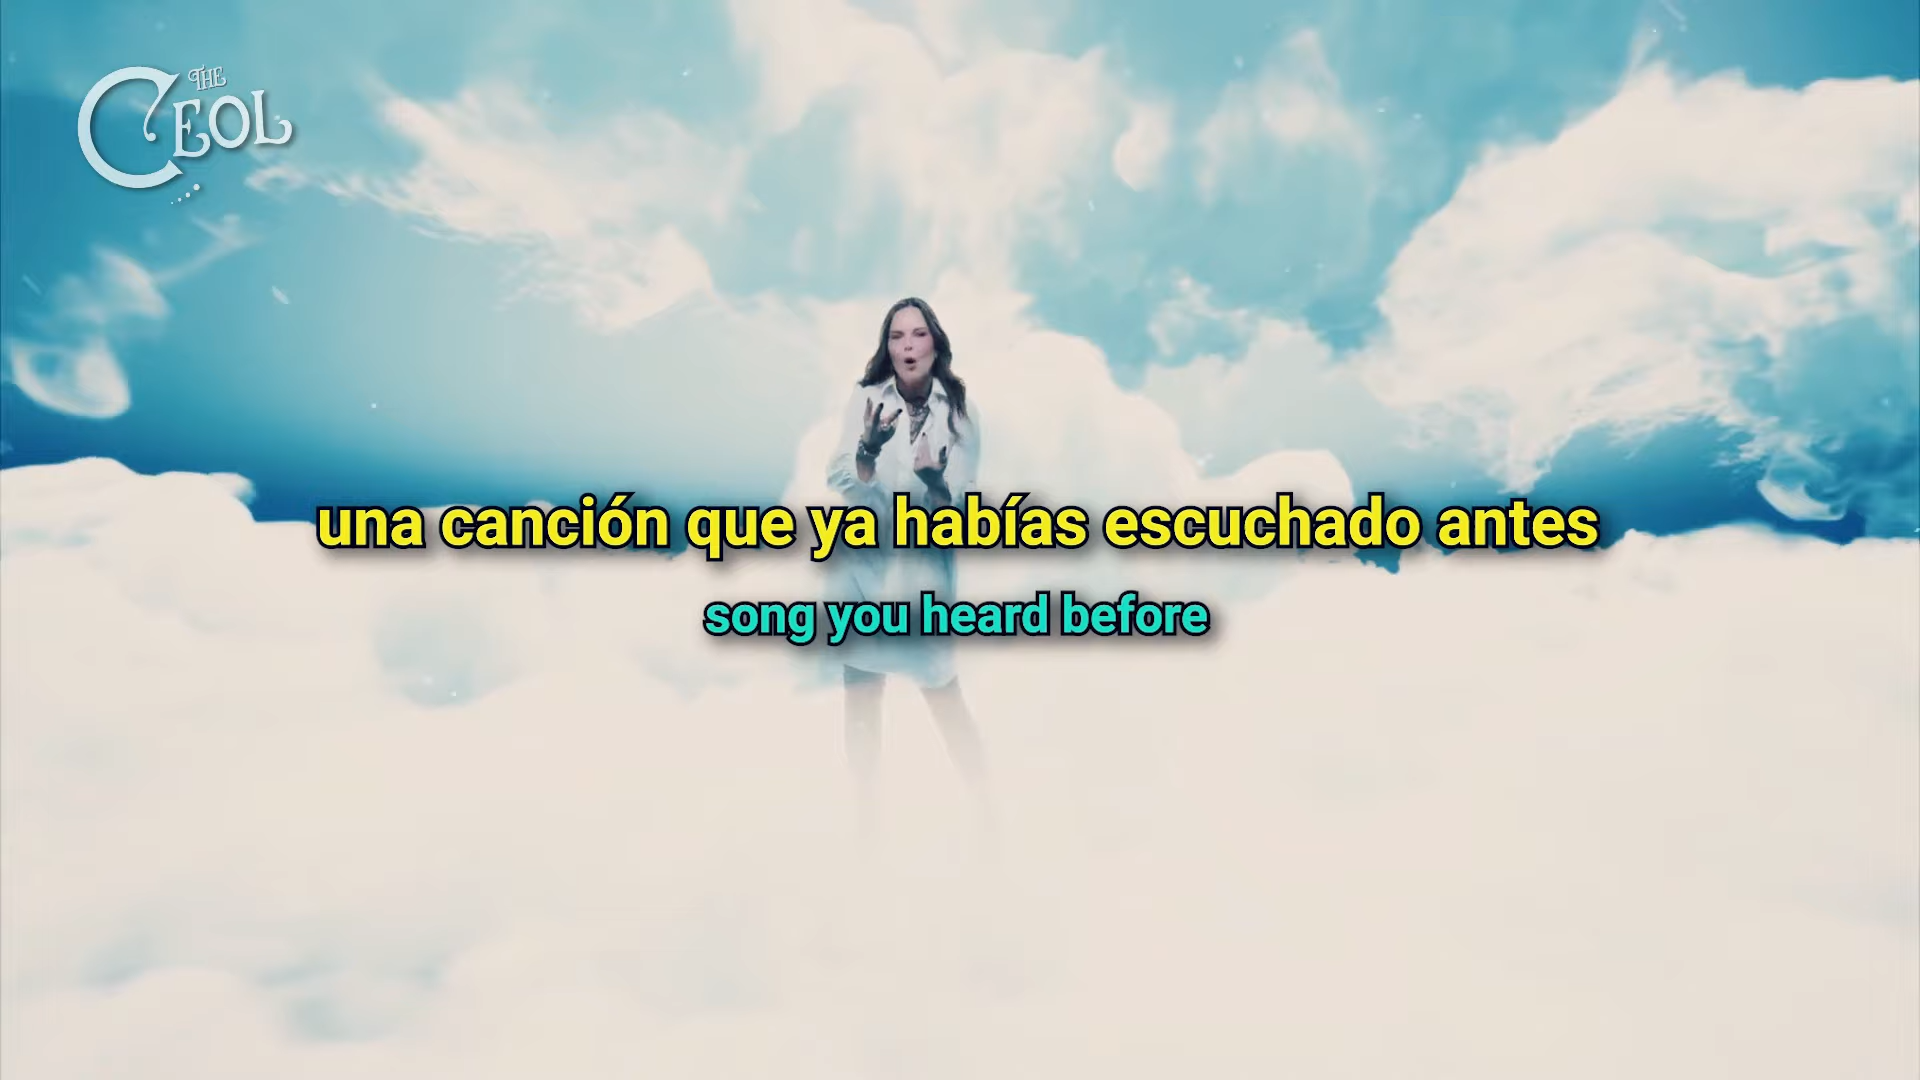 THE
CEOL
una canción que ya habías escuchado antes
song you heard before